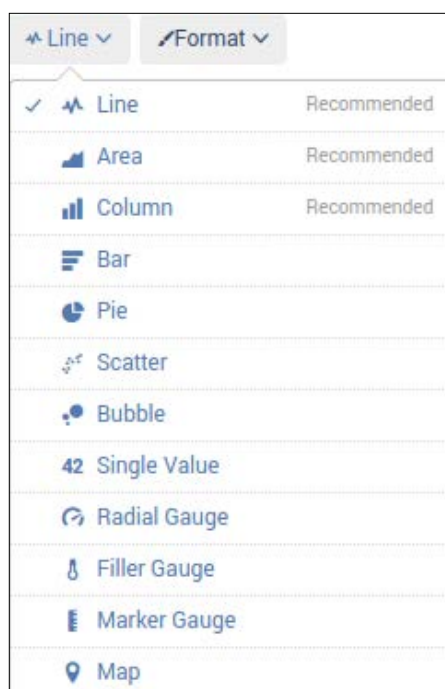 Line Format
Line Recommended
Area Recommended
Column Recommended
Bar
Pie
Scatter
Bubble
42 Single Value
Radial Gauge
Filler Gauge
Marker Gauge
Map